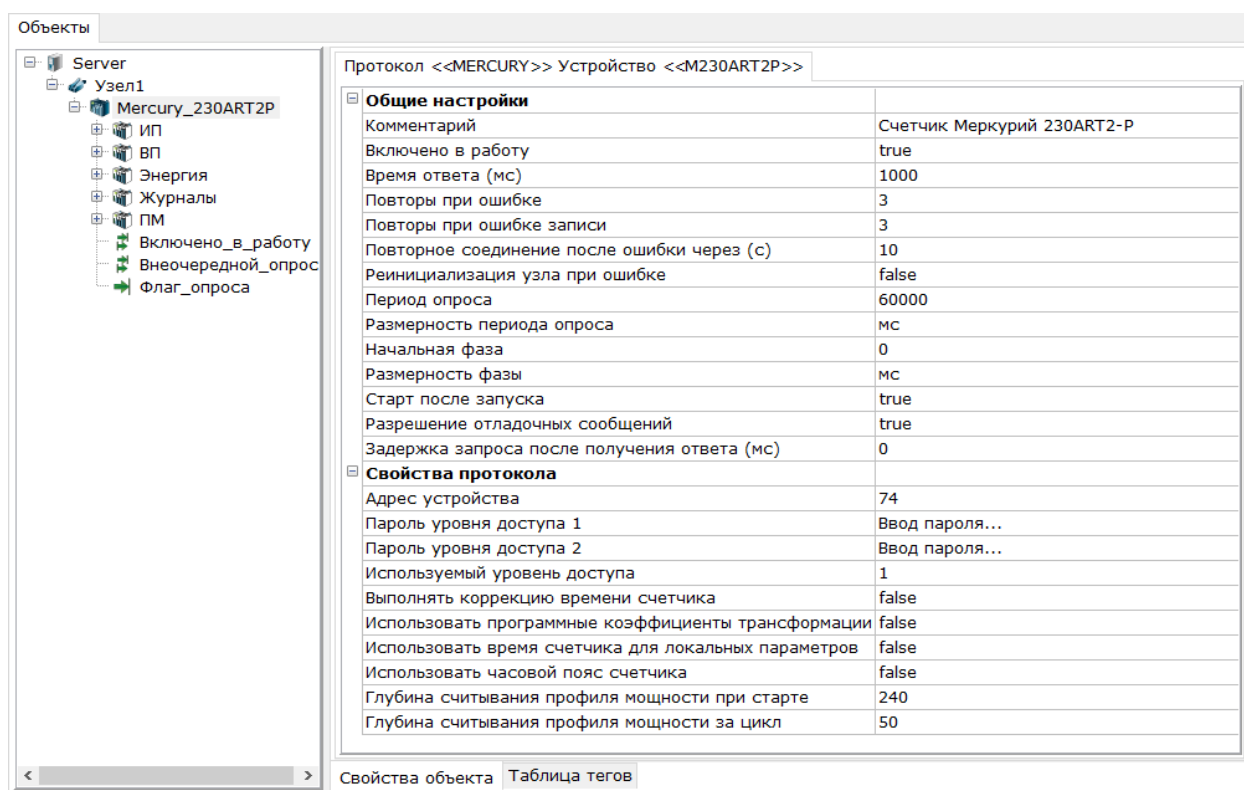 Объекты
Server
Узел1
Mercury_230ART2P
ИП
ВП
Энергия
Журналы
ПМ
Включено_в_работу
Внеочередной_опрос
Флаг_опроса
Протокол <<MERCURY>> Устройство <<M230ART2P>>
Общие настройки
Комментарий Счетчик Меркурий 230ART2-P
Включено в работу true
Время ответа (мс) 1000
Повторы при ошибке 3
Повторы при ошибке записи 3
Повторное соединение после ошибки через (с) 10
Реинициализация узла при ошибке false
Период опроса 60000
Размерность периода опроса мс
Начальная фаза 0
Размерность фазы мс
Старт после запуска true
Разрешение отладочных сообщений true
Задержка запроса после получения ответа (мс) 0
Свойства протокола
Адрес устройства 74
Пароль уровня доступа 1 Ввод пароля...
Пароль уровня доступа 2 Ввод пароля...
Используемый уровень доступа 1
Выполнять коррекцию времени счетчика false
Использовать программные коэффициенты трансформации false
Использовать время счетчика для локальных параметров false
Использовать часовой пояс счетчика false
Глубина считывания профиля мощности при старте 240
Глубина считывания профиля мощности за цикл 50
Свойства объекта Таблица тегов